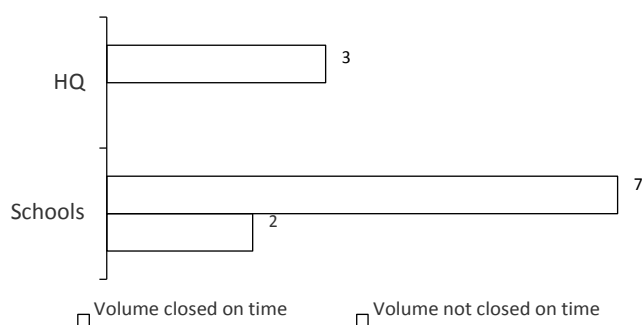 HQ
3
7
Schools
2
Volume closed on time
Volume not closed on time